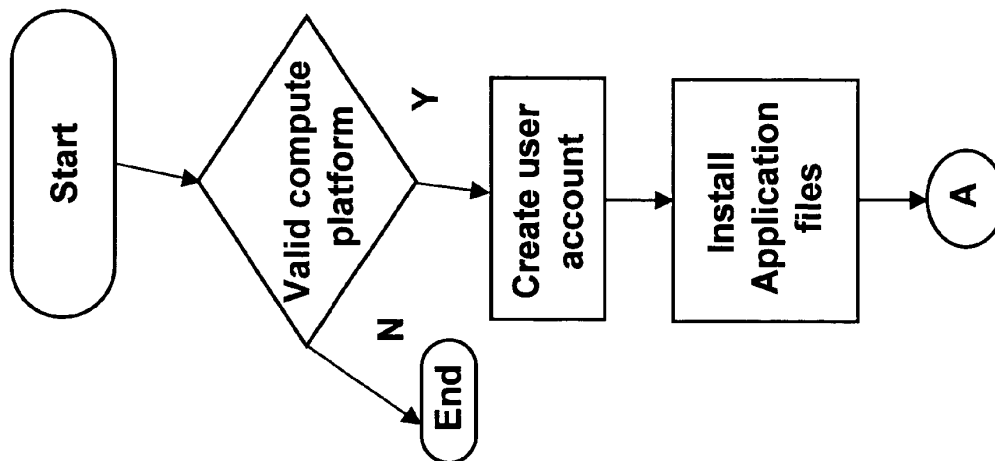 Start
Valid compute
platform
Y
N
End
Create user
account
Install
Application
files
A